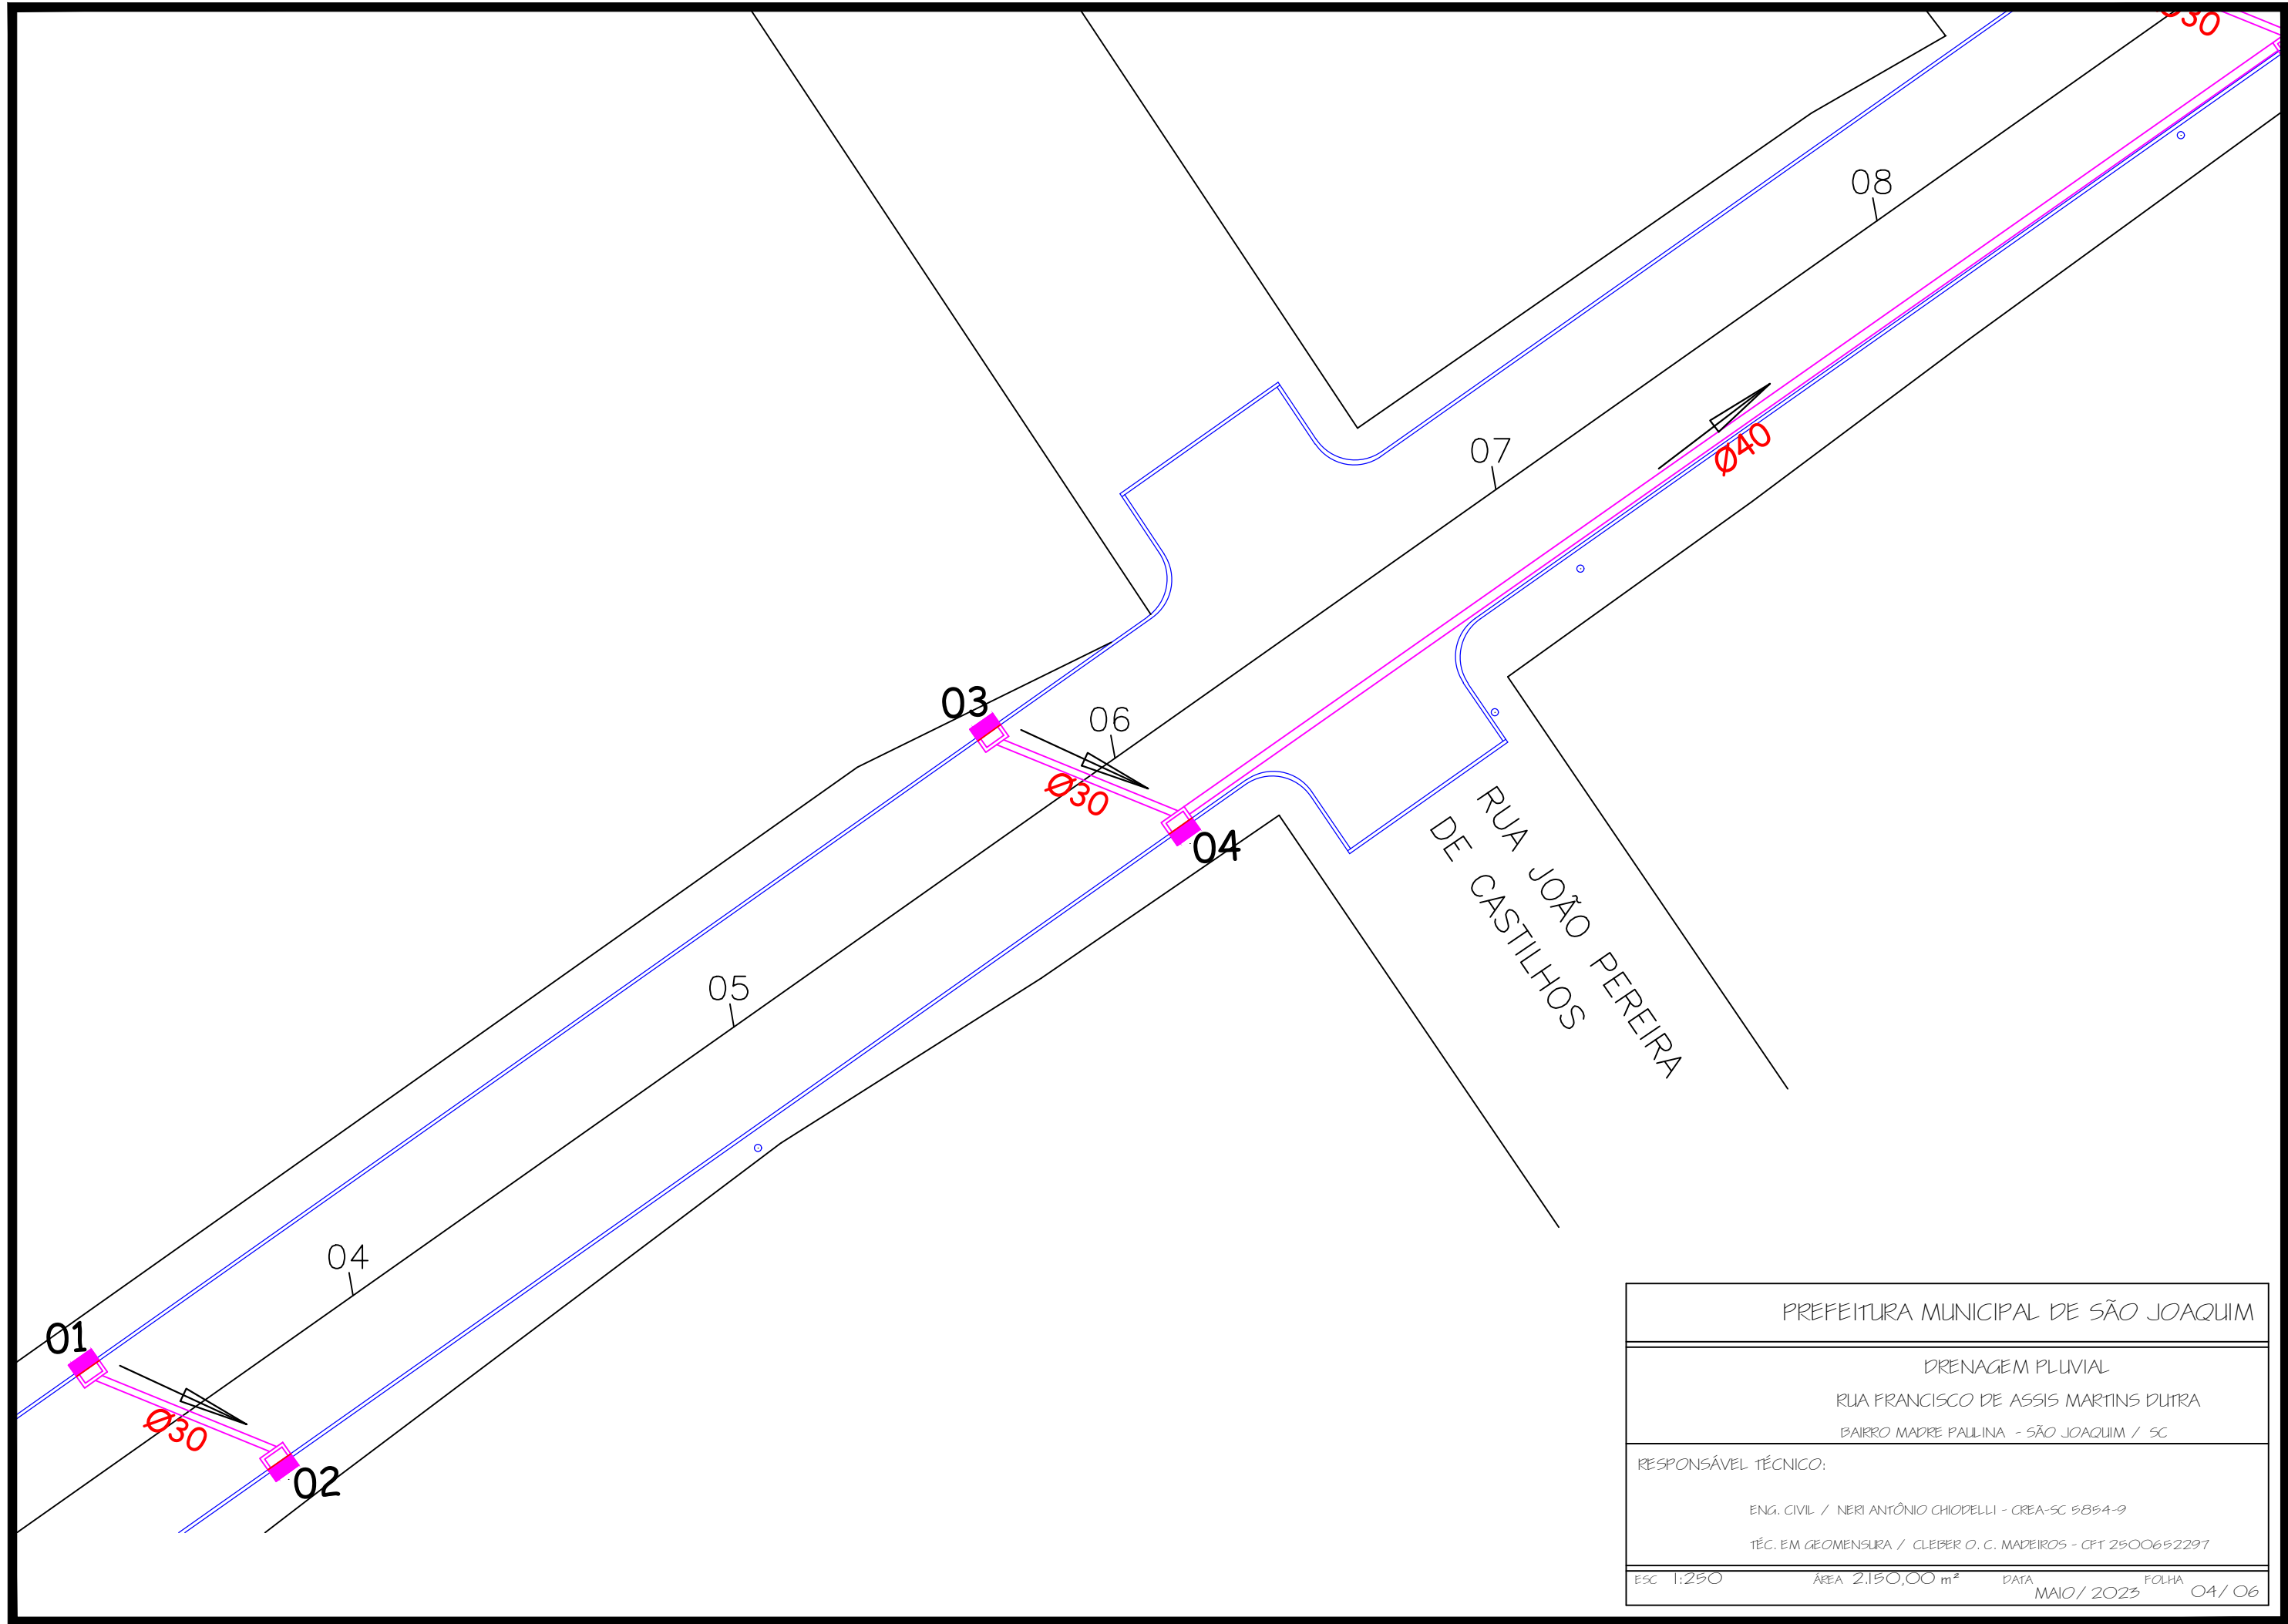 Ø30
08
07
Ø40
03
06
Ø30
04
RUA JOÃO PEREIRA
DE CASTILHOS
05
04
01
Ø30
02
PREFEITURA MUNICIPAL DE SÃO JOAQUIM
DRENAGEM PLUVIAL
RUA FRANCISCO DE ASSIS MARTINS DUTRA
BAIRRO MADRE PAULINA - SÃO JOAQUIM / SC
RESPONSÁVEL TÉCNICO:
ENG. CIVIL / NERI ANTÔNIO CHIODELLI - CREA-SC 5854-9
TÉC. EM GEOMENSURA / CLEBER O. C. MADEIROS - CFT 2500652297
ESC 1:250 ÁREA 2.150,00 m² DATA MAIO/ 2023 FOLHA 04/ 06